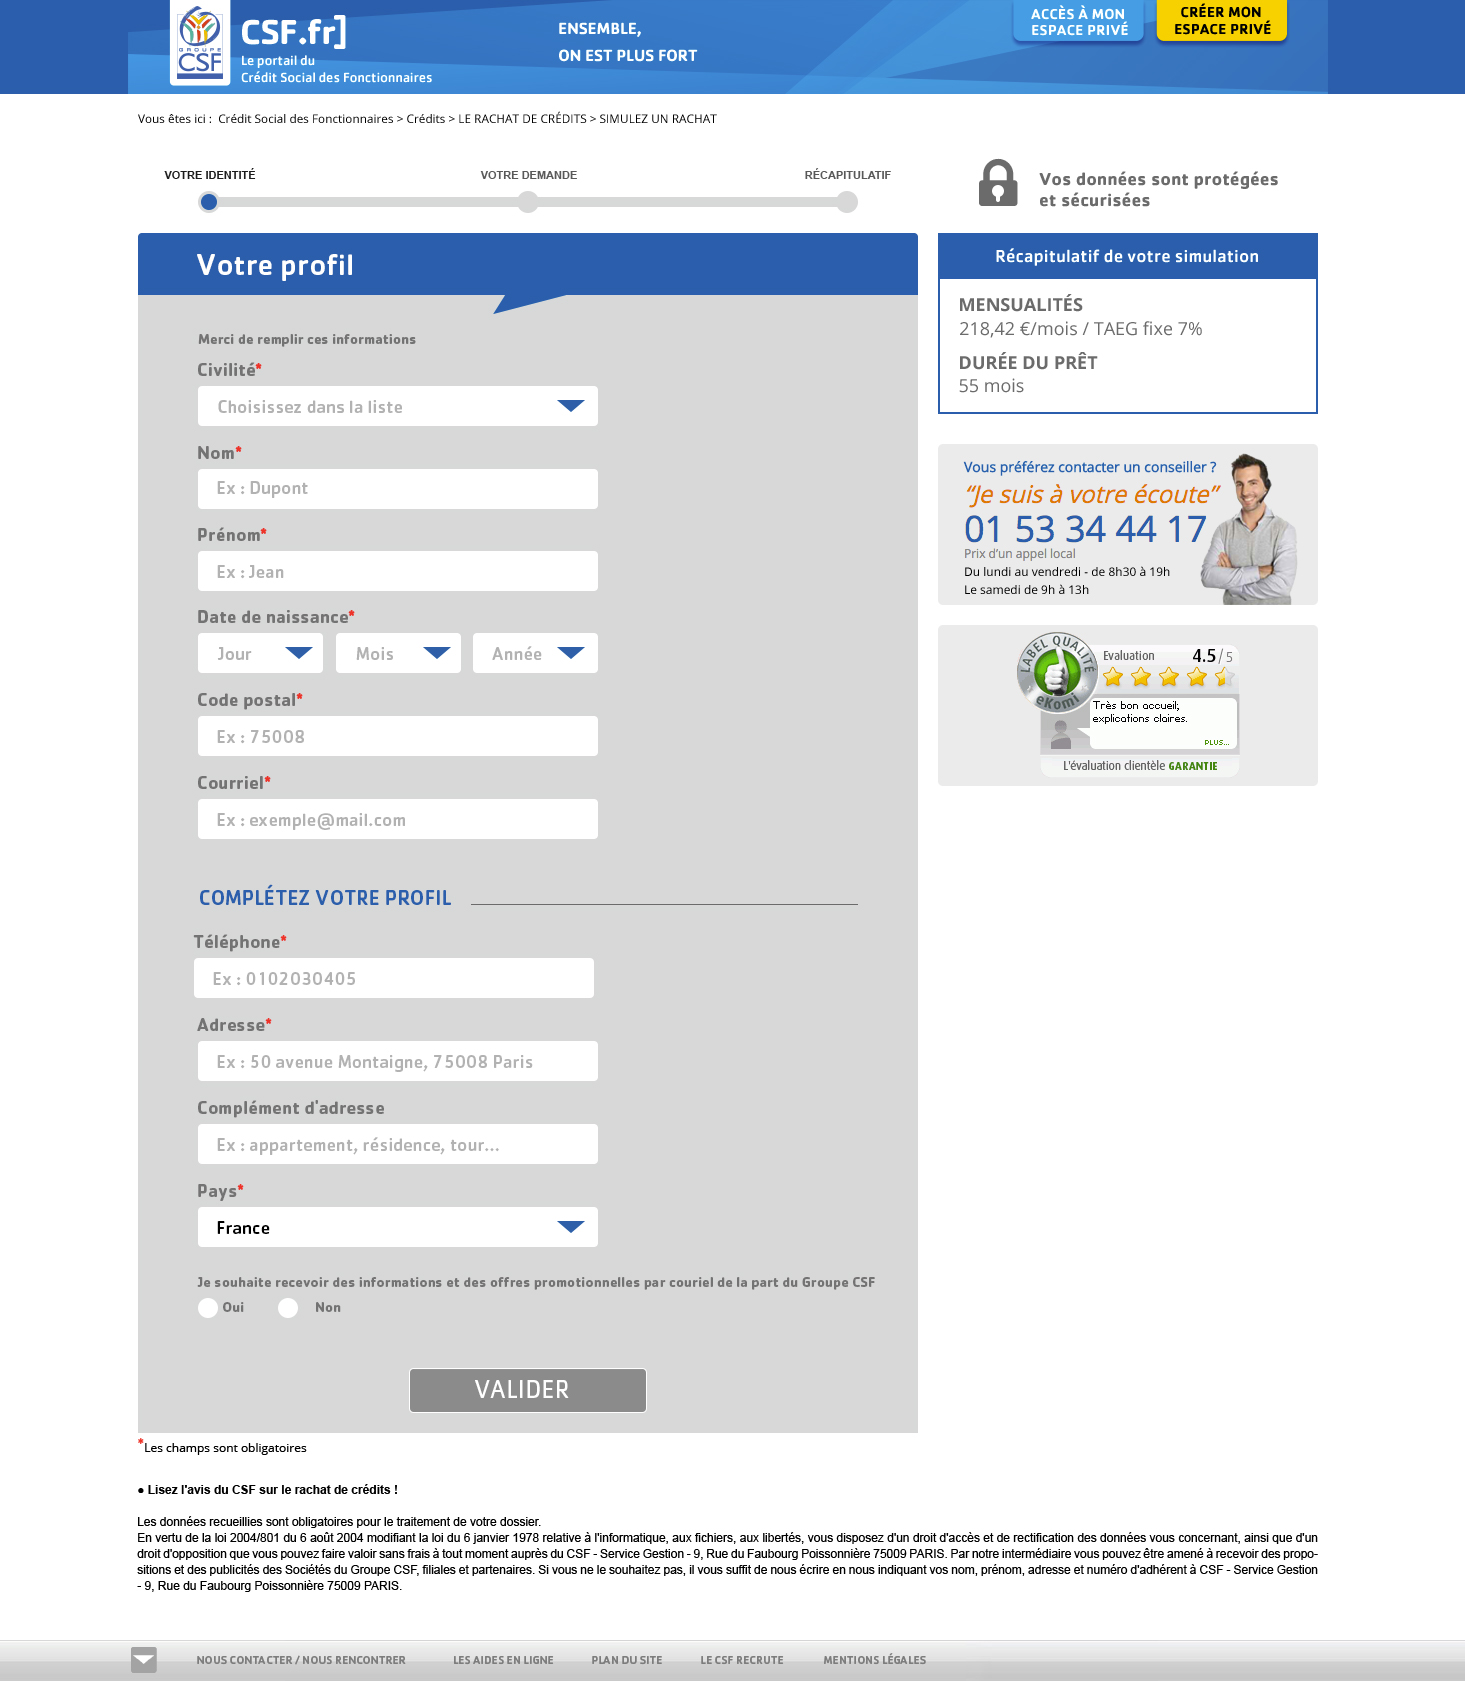 GROUPE
CSF
CSF.fr]
Le portail du
Crédit Social des Fonctionnaires
ENSEMBLE,
ON EST PLUS FORT
ACCÈS À MON
ESPACE PRIVÉ
CRÉER MON
ESPACE PRIVÉ
Vous êtes ici : Crédit Social des Fonctionnaires > Crédits > LE RACHAT DE CRÉDITS > SIMULEZ UN RACHAT
VOTRE IDENTITÉ
VOTRE DEMANDE
RÉCAPITULATIF
Vos données sont protégées
et sécurisées
Votre profil
Merci de remplir ces informations
Civilité*
Choisissez dans la liste
Nom*
Ex : Dupont
Prénom*
Ex : Jean
Date de naissance*
Jour
Mois
Année
Code postal*
Ex : 75008
Courriel*
Ex : exemple@mail.com
COMPLÉTEZ VOTRE PROFIL
Téléphone*
Ex : 0102030405
Adresse*
Ex : 50 avenue Montaigne, 75008 Paris
Complément d'adresse
Ex : appartement, résidence, tour...
Pays*
France
Je souhaite recevoir des informations et des offres promotionnelles par couriel de la part du Groupe CSF
Oui
Non
VALIDER
*Les champs sont obligatoires
Récapitulatif de votre simulation
MENSUALITÉS
218,42 €/mois / TAEG fixe 7%
DURÉE DU PRÊT
55 mois
Vous préférez contacter un conseiller ?
“Je suis à votre écoute”
01 53 34 44 17
Prix d’un appel local
Du lundi au vendredi - de 8h30 à 19h
Le samedi de 9h à 13h
LABEL QUALITÉ
eKomi
Evaluation
4.5 / 5
Très bon accueil;
explications claires.
PLUS...
L'évaluation clientèle GARANTIE
● Lisez l'avis du CSF sur le rachat de crédits !
Les données recueillies sont obligatoires pour le traitement de votre dossier.
En vertu de la loi 2004/801 du 6 août 2004 modifiant la loi du 6 janvier 1978 relative à l'informatique, aux fichiers, aux libertés, vous disposez d'un droit d'accès et de rectification des données vous concernant, ainsi que d'un
droit d'opposition que vous pouvez faire valoir sans frais à tout moment auprès du CSF - Service Gestion - 9, Rue du Faubourg Poissonnière 75009 PARIS. Par notre intermédiaire vous pouvez être amené à recevoir des propo-
sitions et des publicités des Sociétés du Groupe CSF, filiales et partenaires. Si vous ne le souhaitez pas, il vous suffit de nous écrire en nous indiquant vos nom, prénom, adresse et numéro d'adhérent à CSF - Service Gestion
- 9, Rue du Faubourg Poissonnière 75009 PARIS.
NOUS CONTACTER / NOUS RENCONTRER
LES AIDES EN LIGNE
PLAN DU SITE
LE CSF RECRUTE
MENTIONS LÉGALES